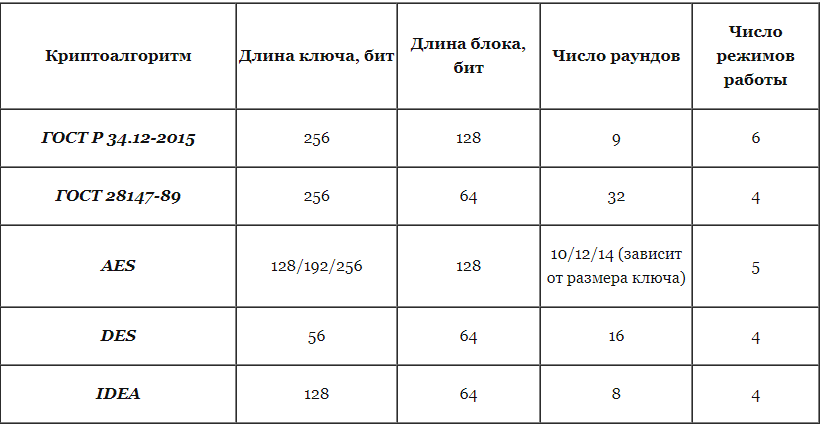 Криптоалгоритм Длина ключа, бит Длина блока, бит Число раундов Число режимов работы
ГОСТ Р 34.12-2015 256 128 9 6
ГОСТ 28147-89 256 64 32 4
AES 128/192/256 128 10/12/14 (зависит от размера ключа) 5
DES 56 64 16 4
IDEA 128 64 8 4